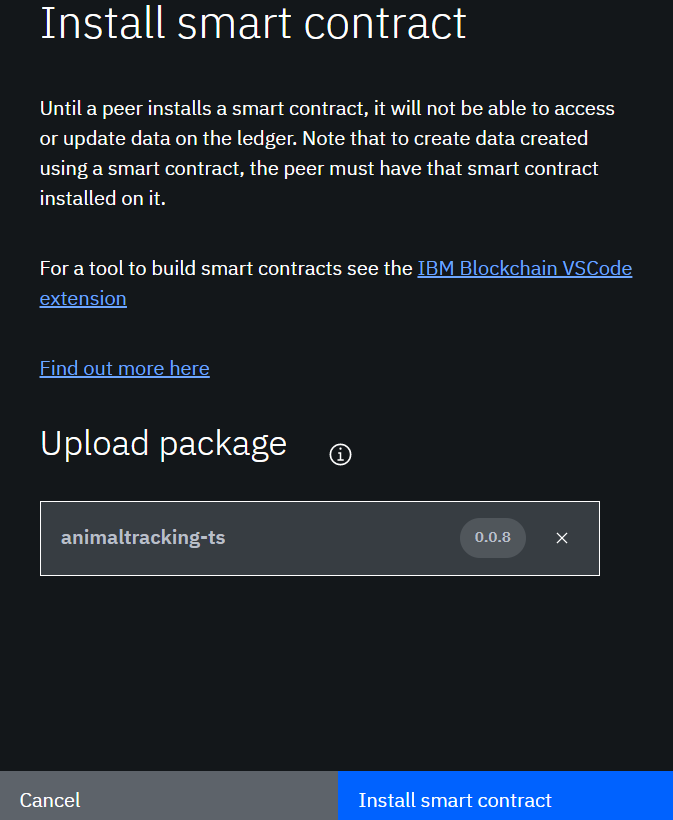 Install smart contract
Until a peer installs a smart contract, it will not be able to access
or update data on the ledger. Note that to create data created
using a smart contract, the peer must have that smart contract
installed on it.
For a tool to build smart contracts see the IBM Blockchain VSCode
extension
Find out more here
Upload package
animaltracking-ts 0.0.8
Cancel Install smart contract